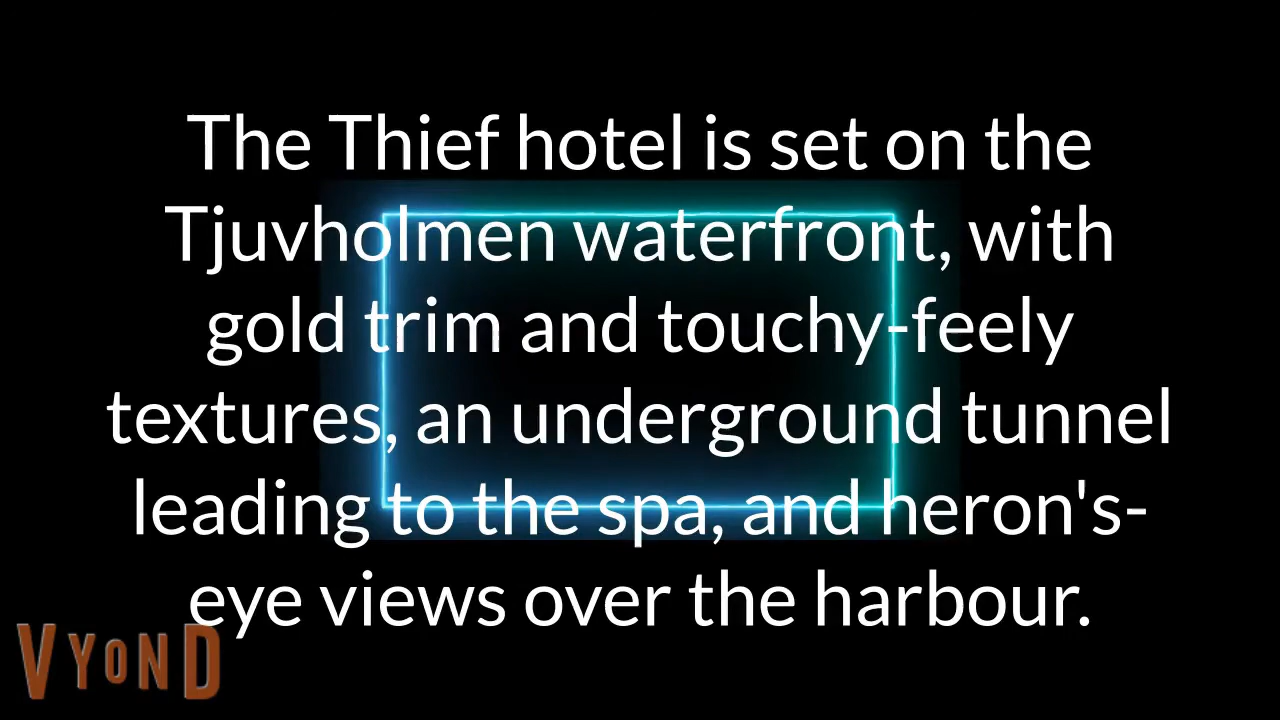 The Thief hotel is set on the
Tjuvholmen waterfront, with
gold trim and touchy-feely
textures, an underground tunnel
leading to the spa, and heron's-
eye views over the harbour.
VYOND